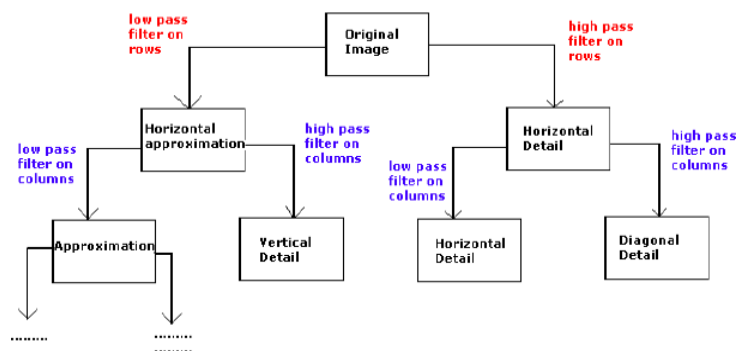 low pass
filter on
rows
Original
Image
high pass
filter on
rows
Horizontal
approximation
high pass
filter on
columns
Horizontal
Detail
high pass
filter on
columns
low pass
filter on
columns
low pass
filter on
columns
Approximation
Vertical
Detail
Horizontal
Detail
Diagonal
Detail
.........
.........
.........